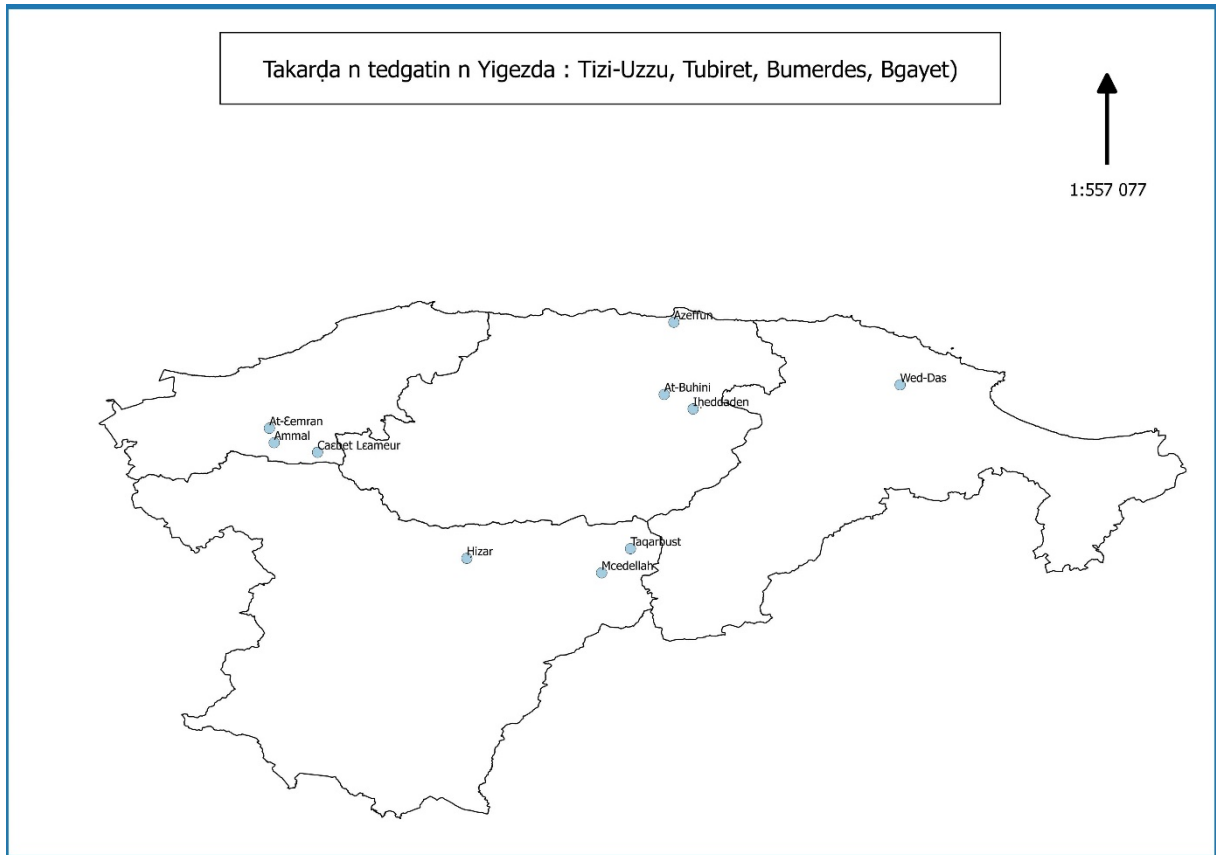 Takarḍa n tedgatin n Yigezda : Tizi-Uzzu, Tubiret, Bumerdes, Bgayet)
1:557 077
Azeffun
Wed-Das
At-Buhini
Iḥeddaden
At-Ɛemran
Ammal
Caɛbet Lɛameur
Taqarbust
Hizar
Mcedellah